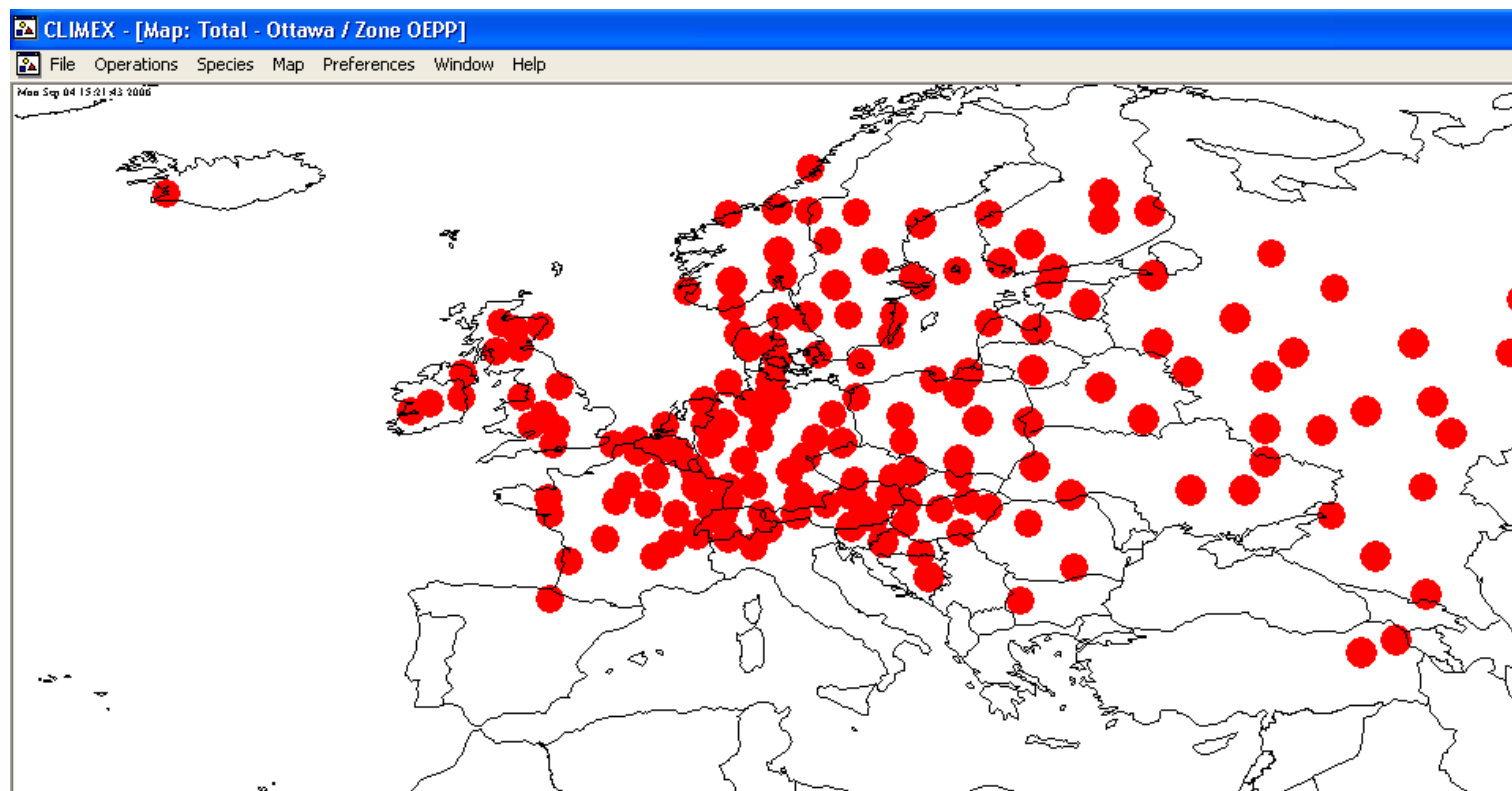 CLIMEX - [Map: Total - Ottawa / Zone OEPP]
File Operations Species Map Preferences Window Help
Mon Sep 04 15:21:43 2006